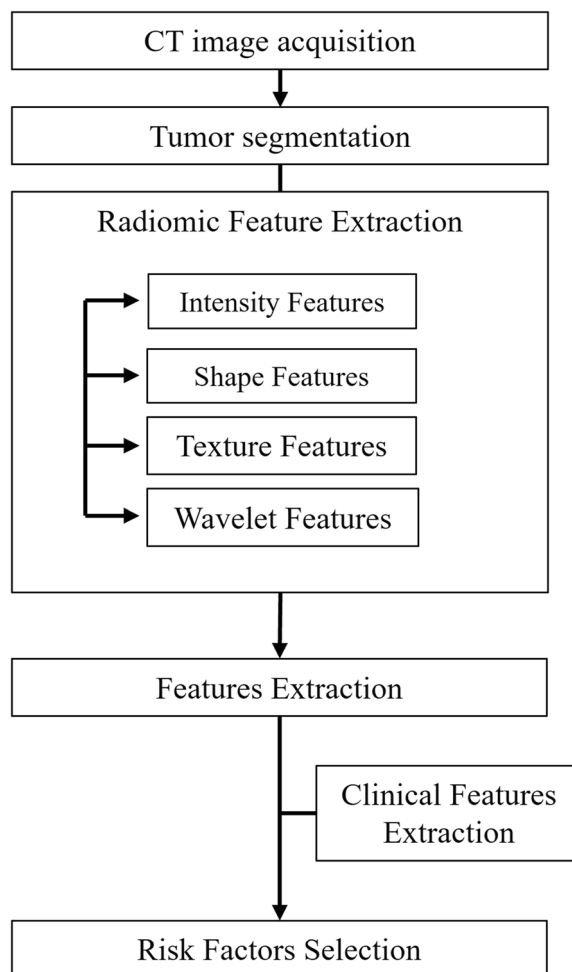 CT image acquisition
Tumor segmentation
Radiomic Feature Extraction
Intensity Features
Shape Features
Texture Features
Wavelet Features
Features Extraction
Clinical Features
Extraction
Risk Factors Selection